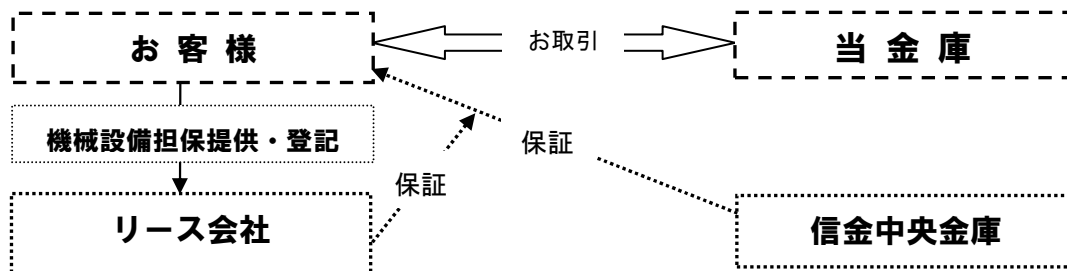 お客様
お取引
当金庫
機械設備担保提供・登記
保証
保証
リース会社
信金中央金庫